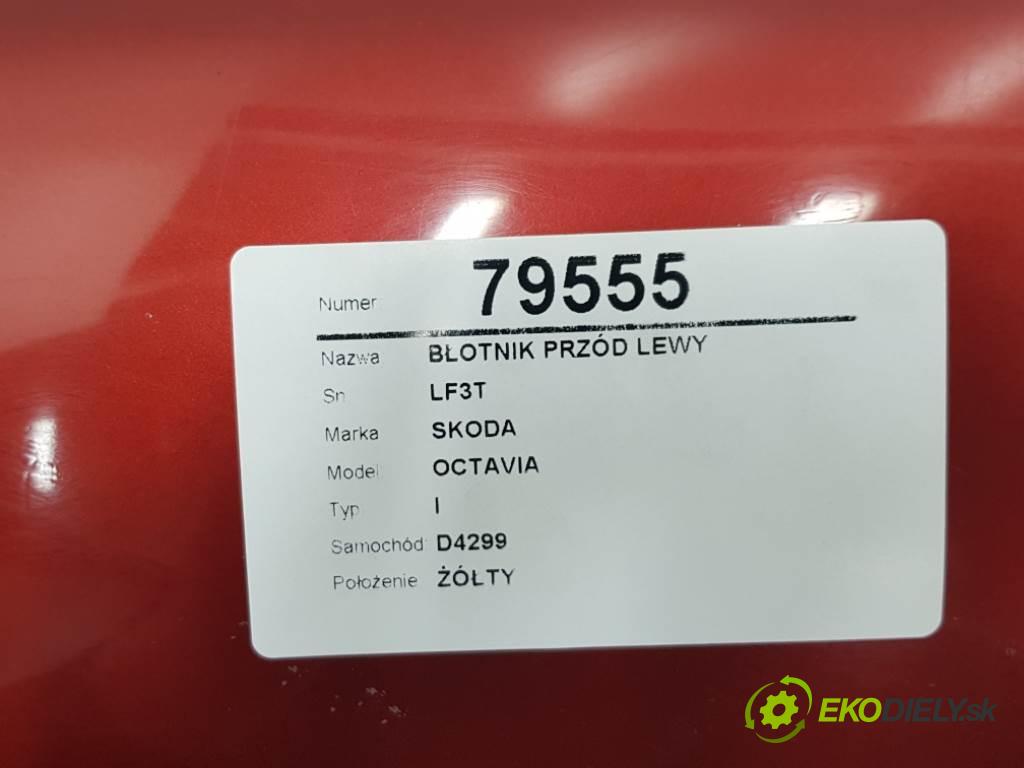 Numer 79555
Nazwa BŁOTNIK PRZÓD LEWY
Sn LF3T
Marka SKODA
Model OCTAVIA
Typ I
Samochód D4299
Położenie ŻÓŁTY
EKODIELY.sk